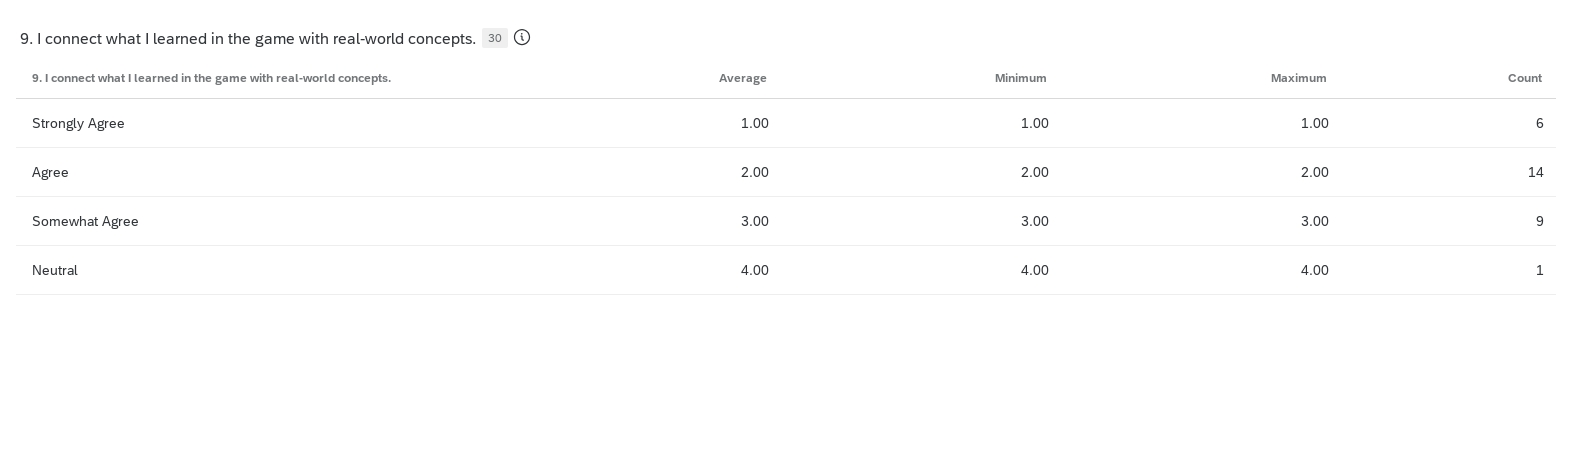 9. I connect what I learned in the game with real-world concepts. 30
9. I connect what I learned in the game with real-world concepts. Average Minimum Maximum Count
Strongly Agree 1.00 1.00 1.00 6
Agree 2.00 2.00 2.00 14
Somewhat Agree 3.00 3.00 3.00 9
Neutral 4.00 4.00 4.00 1